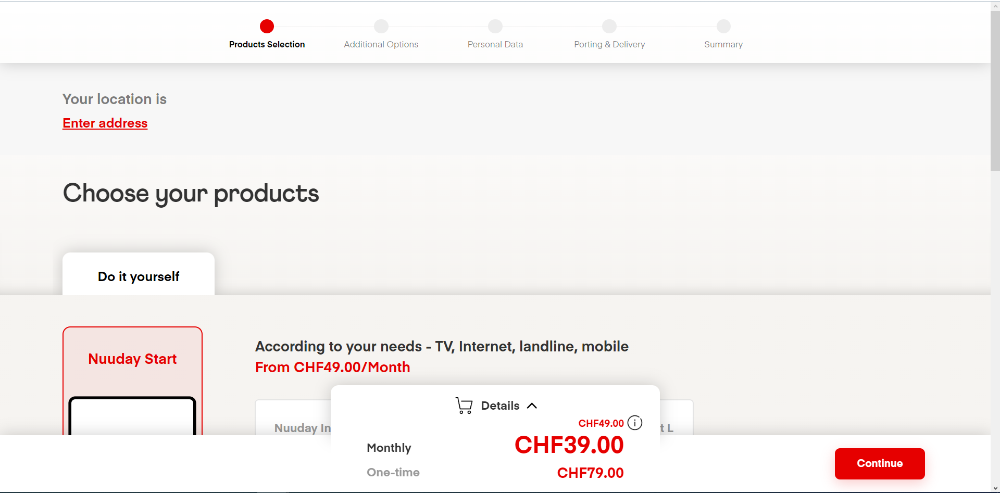 Products Selection
Additional Options
Personal Data
Porting & Delivery
Summary
Your location is
Enter address
Choose your products
Do it yourself
Nuuday Start
According to your needs - TV, Internet, landline, mobile
From CHF49.00/Month
Details
CHF49.00
Nuuday In
t L
Monthly
CHF39.00
One-time
CHF79.00
Continue